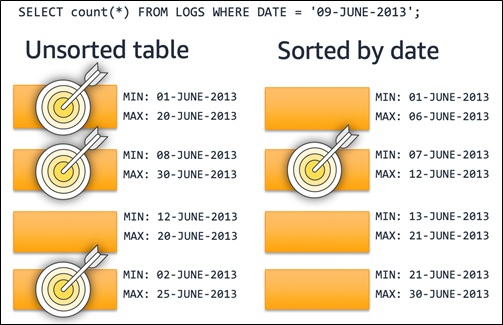 SELECT count(*) FROM LOGS WHERE DATE = '09-JUNE-2013';
Unsorted table
MIN: 01-JUNE-2013
MAX: 20-JUNE-2013
MIN: 08-JUNE-2013
MAX: 30-JUNE-2013
MIN: 12-JUNE-2013
MAX: 20-JUNE-2013
MIN: 02-JUNE-2013
MAX: 25-JUNE-2013
Sorted by date
MIN: 01-JUNE-2013
MAX: 06-JUNE-2013
MIN: 07-JUNE-2013
MAX: 12-JUNE-2013
MIN: 13-JUNE-2013
MAX: 21-JUNE-2013
MIN: 21-JUNE-2013
MAX: 30-JUNE-2013